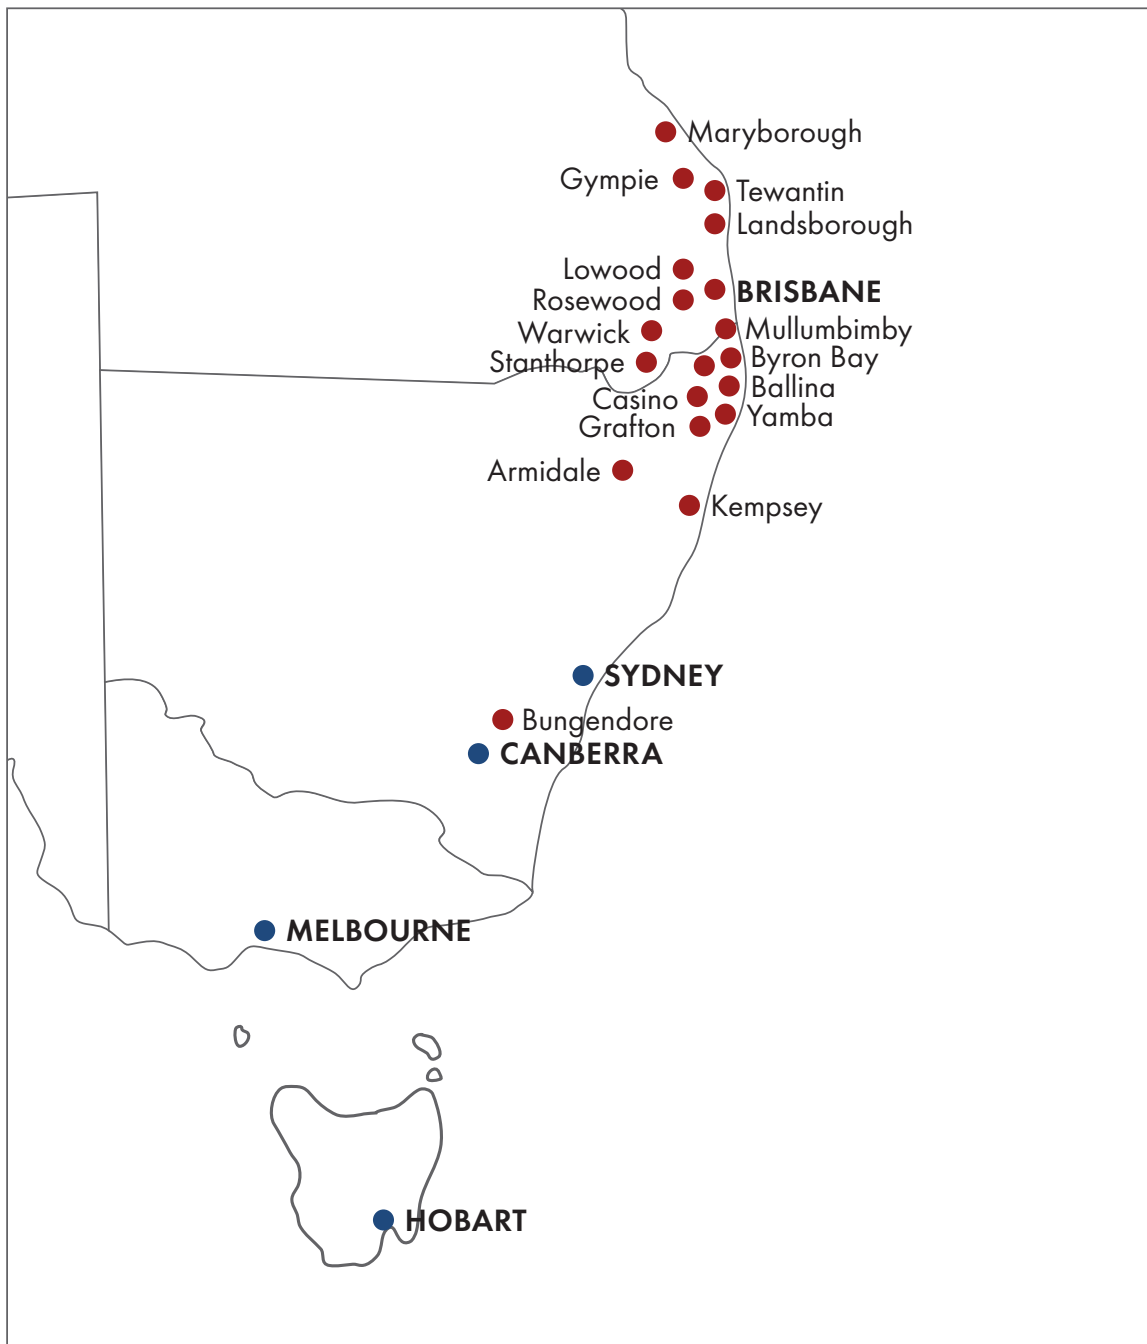 Maryborough
Gympie
Tewantin
Landsborough
Lowood
BRISBANE
Rosewood
Mullumbimby
Warwick
Byron Bay
Stanthorpe
Ballina
Casino
Yamba
Grafton
Armidale
Kempsey
SYDNEY
Bungendore
CANBERRA
MELBOURNE
HOBART